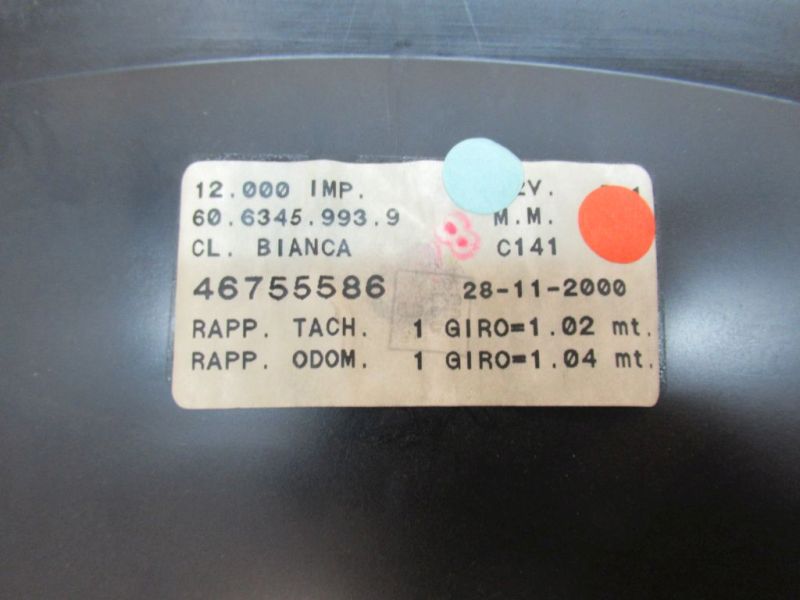 12.000 IMP.
60.6345.993.9 M.M.
CL. BIANCA C141
46755586 28-11-2000
RAPP. TACH. 1 GIRO=1.02 mt.
RAPP. ODOM. 1 GIRO=1.04 mt.